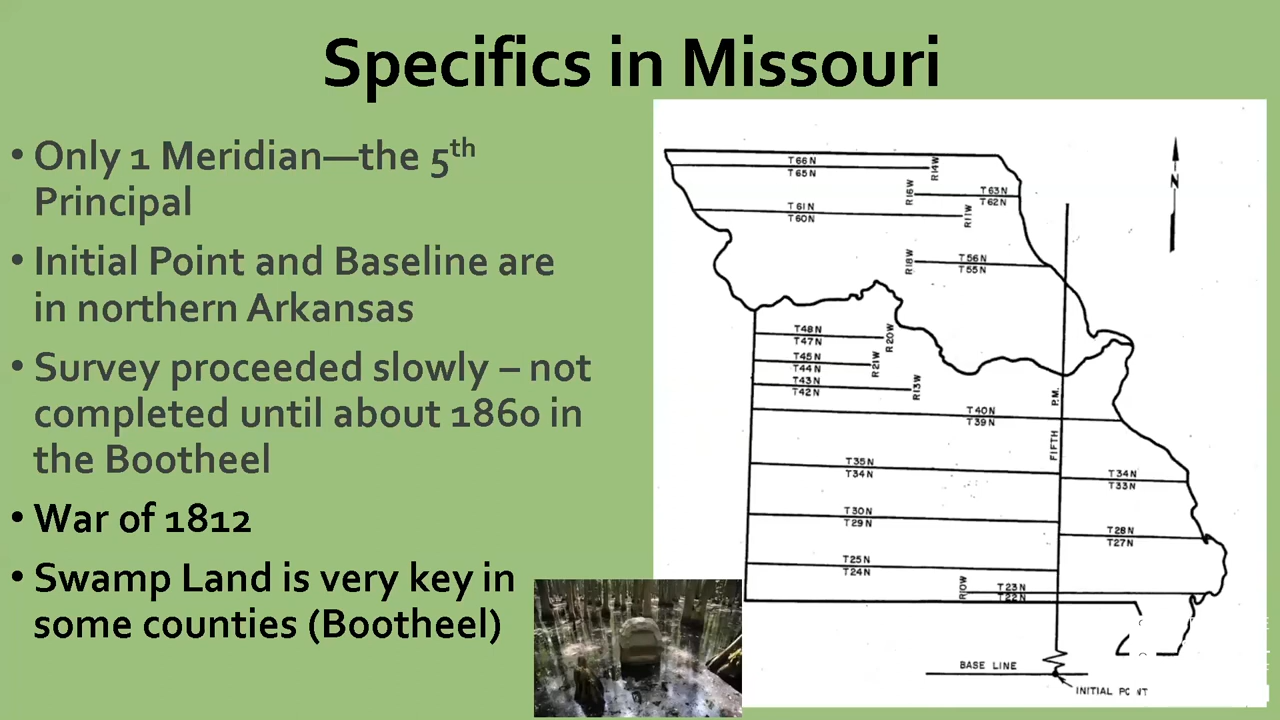 Specifics in Missouri
• Only 1 Meridian—the 5th
Principal
• Initial Point and Baseline are
in northern Arkansas
• Survey proceeded slowly – not
completed until about 1860 in
the Bootheel
• War of 1812
• Swamp Land is very key in
some counties (Bootheel)
T66N
T65N
R14W
R16W
T63N
T62N
T61N
T60N
R11W
N
R18W
T56N
T55N
T48N
T47N
R20W
T45N
T44N
R21W
T43N
T42N
R13W
T40N
T39N
FIFTH P.M.
T35N
T34N
T34N
T33N
T30N
T29N
T28N
T27N
T25N
T24N
R10W
T23N
T22N
BASE LINE
INITIAL